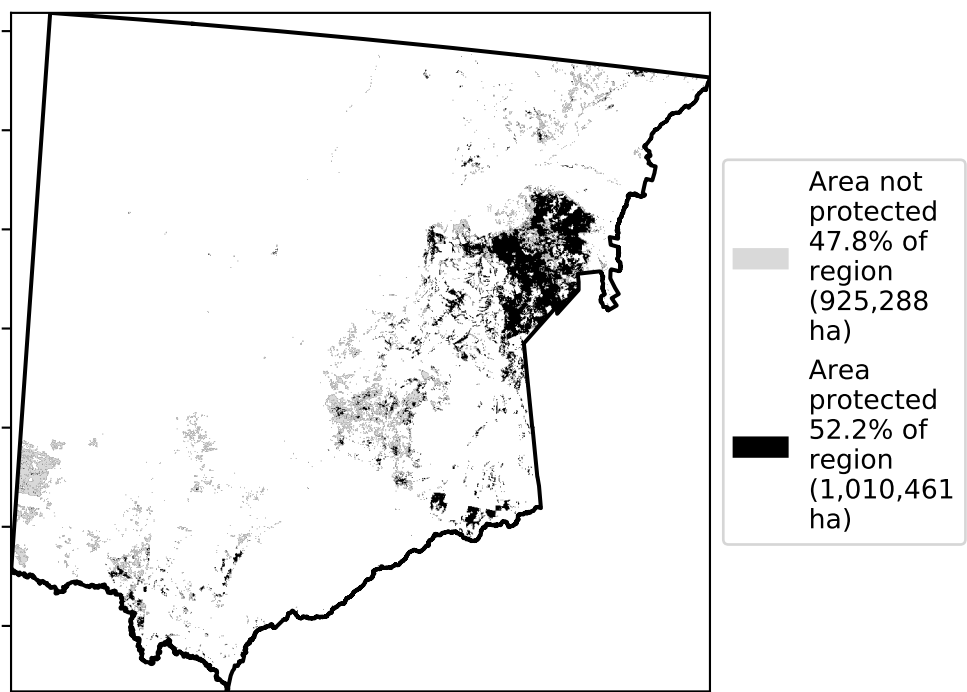 Area not
protected
47.8% of
region
(925,288
ha)
Area
protected
52.2% of
region
(1,010,461
ha)